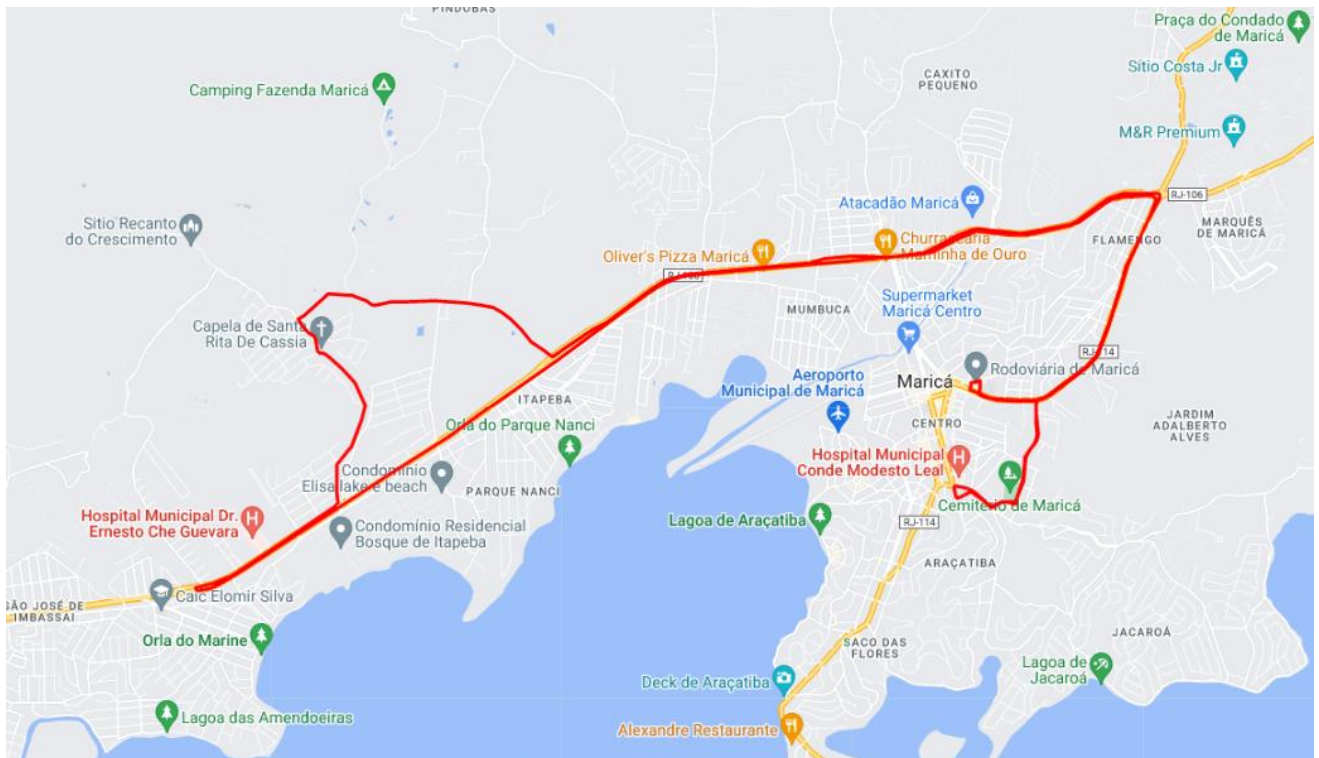 PINDOBAS
Praça do Condado
de Maricá
Sítio Costa Jr
CAXITO
PEQUENO
Camping Fazenda Maricá
M&R Premium
RJ-106
Atacadão Maricá
MARQUÊS
DE MARICÁ
Sitio Recanto
do Crescimento
FLAMENGO
Churrascaria
Maminha de Ouro
Oliver's Pizza Maricá
Supermarket
Maricá Centro
MUMBUCA
Capela de Santa
Rita De Cassia
RJ-114
Rodoviária de Maricá
Aeroporto
Municipal de Maricá
Maricá
ITAPEBA
JARDIM
ADALBERTO
ALVES
Orla do Parque Nanci
CENTRO
Hospital Municipal
Conde Modesto Leal
Condomínio
Elisa lake e beach
PARQUE NANCI
Cemitério de Maricá
Hospital Municipal Dr.
Ernesto Che Guevara
Condomínio Residencial
Bosque de Itapeba
Lagoa de Araçatiba
RJ-114
ARAÇATIBA
Caic Elomir Silva
SÃO JOSÉ DE
IMBASSAI
Orla do Marine
JACAROÁ
SACO DAS
FLORES
Lagoa de
Jacaroá
Deck de Araçatiba
Lagoa das Amendoeiras
Alexandre Restaurante